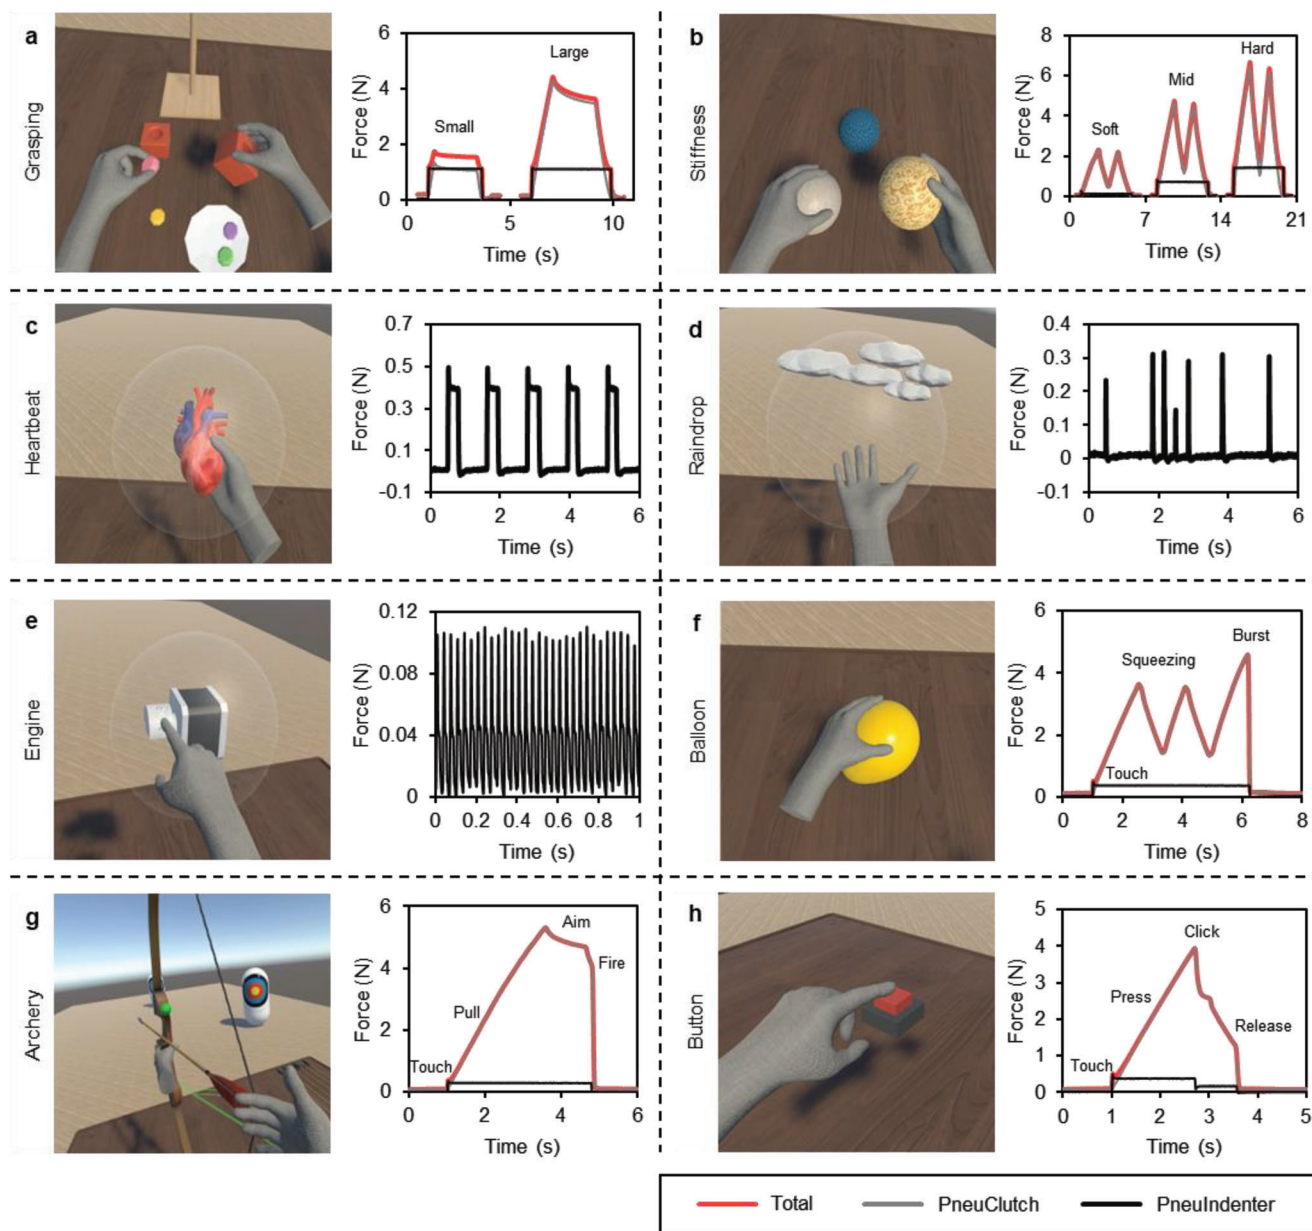 a
Grasping
Force (N)
6
4
2
0
Small
Large
0
5
10
Time (s)
b
Stiffness
Force (N)
8
6
4
2
0
Soft
Mid
Hard
0
7
14
21
Time (s)
c
Heartbeat
Force (N)
0.7
0.5
0.3
0.1
−0.1
0
2
4
6
Time (s)
d
Raindrop
Force (N)
0.4
0.3
0.2
0.1
0
−0.1
0
2
4
6
Time (s)
e
Engine
Force (N)
0.12
0.08
0.04
0
0
0.2
0.4
0.6
0.8
1
Time (s)
f
Balloon
Force (N)
6
4
2
0
Touch
Squeezing
Burst
0
2
4
6
8
Time (s)
g
Archery
Force (N)
6
4
2
0
Touch
Pull
Aim
Fire
0
2
4
6
Time (s)
h
Button
Force (N)
5
4
3
2
1
0
Touch
Press
Click
Release
0
1
2
3
4
5
Time (s)
Total
PneuClutch
PneuIndenter